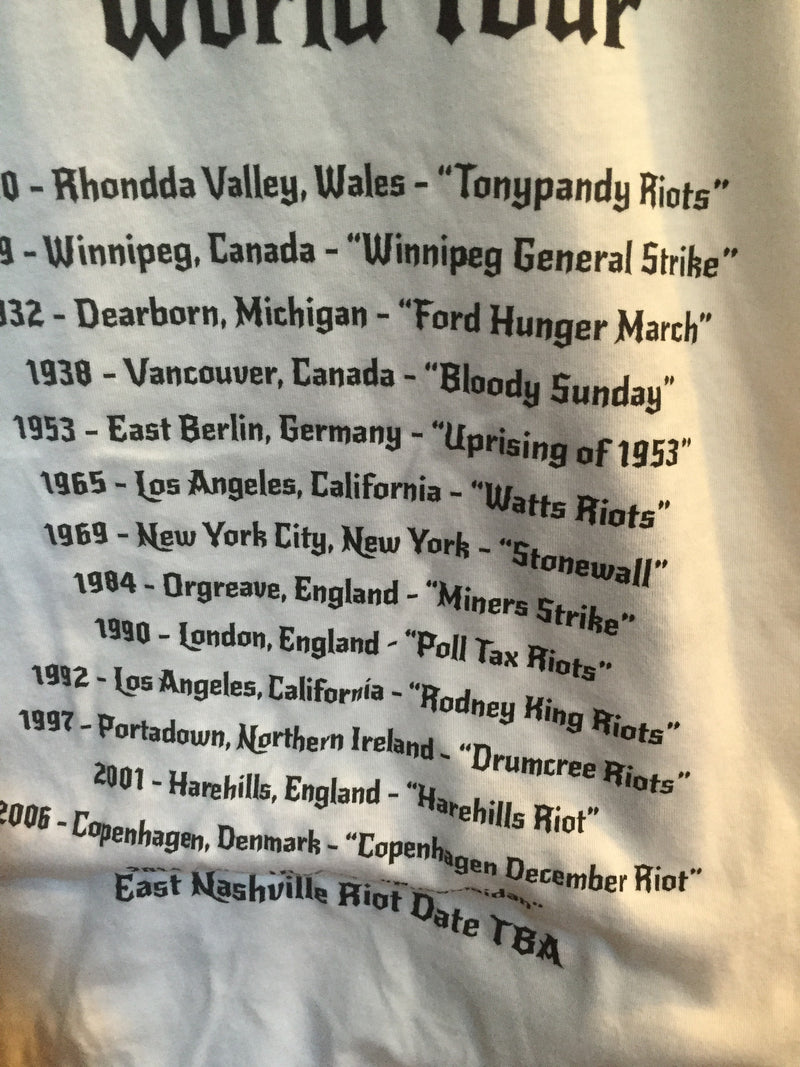 World Tour
0 - Rhondda Valley, Wales - “Tonypandy Riots”
9 - Winnipeg, Canada - “Winnipeg General Strike”
932 - Dearborn, Michigan - “Ford Hunger March”
1938 - Vancouver, Canada - “Bloody Sunday”
1953 - East Berlin, Germany - “Uprising of 1953”
1965 - Los Angeles, California - “Watts Riots”
1969 - New York City, New York - “Stonewall”
1984 - Orgreave, England - “Miners Strike”
1990 - London, England - “Poll Tax Riots”
1992 - Los Angeles, California - “Rodney King Riots”
1997 - Portadown, Northern Ireland - “Drumcree Riots”
2001 - Harehills, England - “Harehills Riot”
2006 - Copenhagen, Denmark - “Copenhagen December Riot”
East Nashville Riot Date TBA